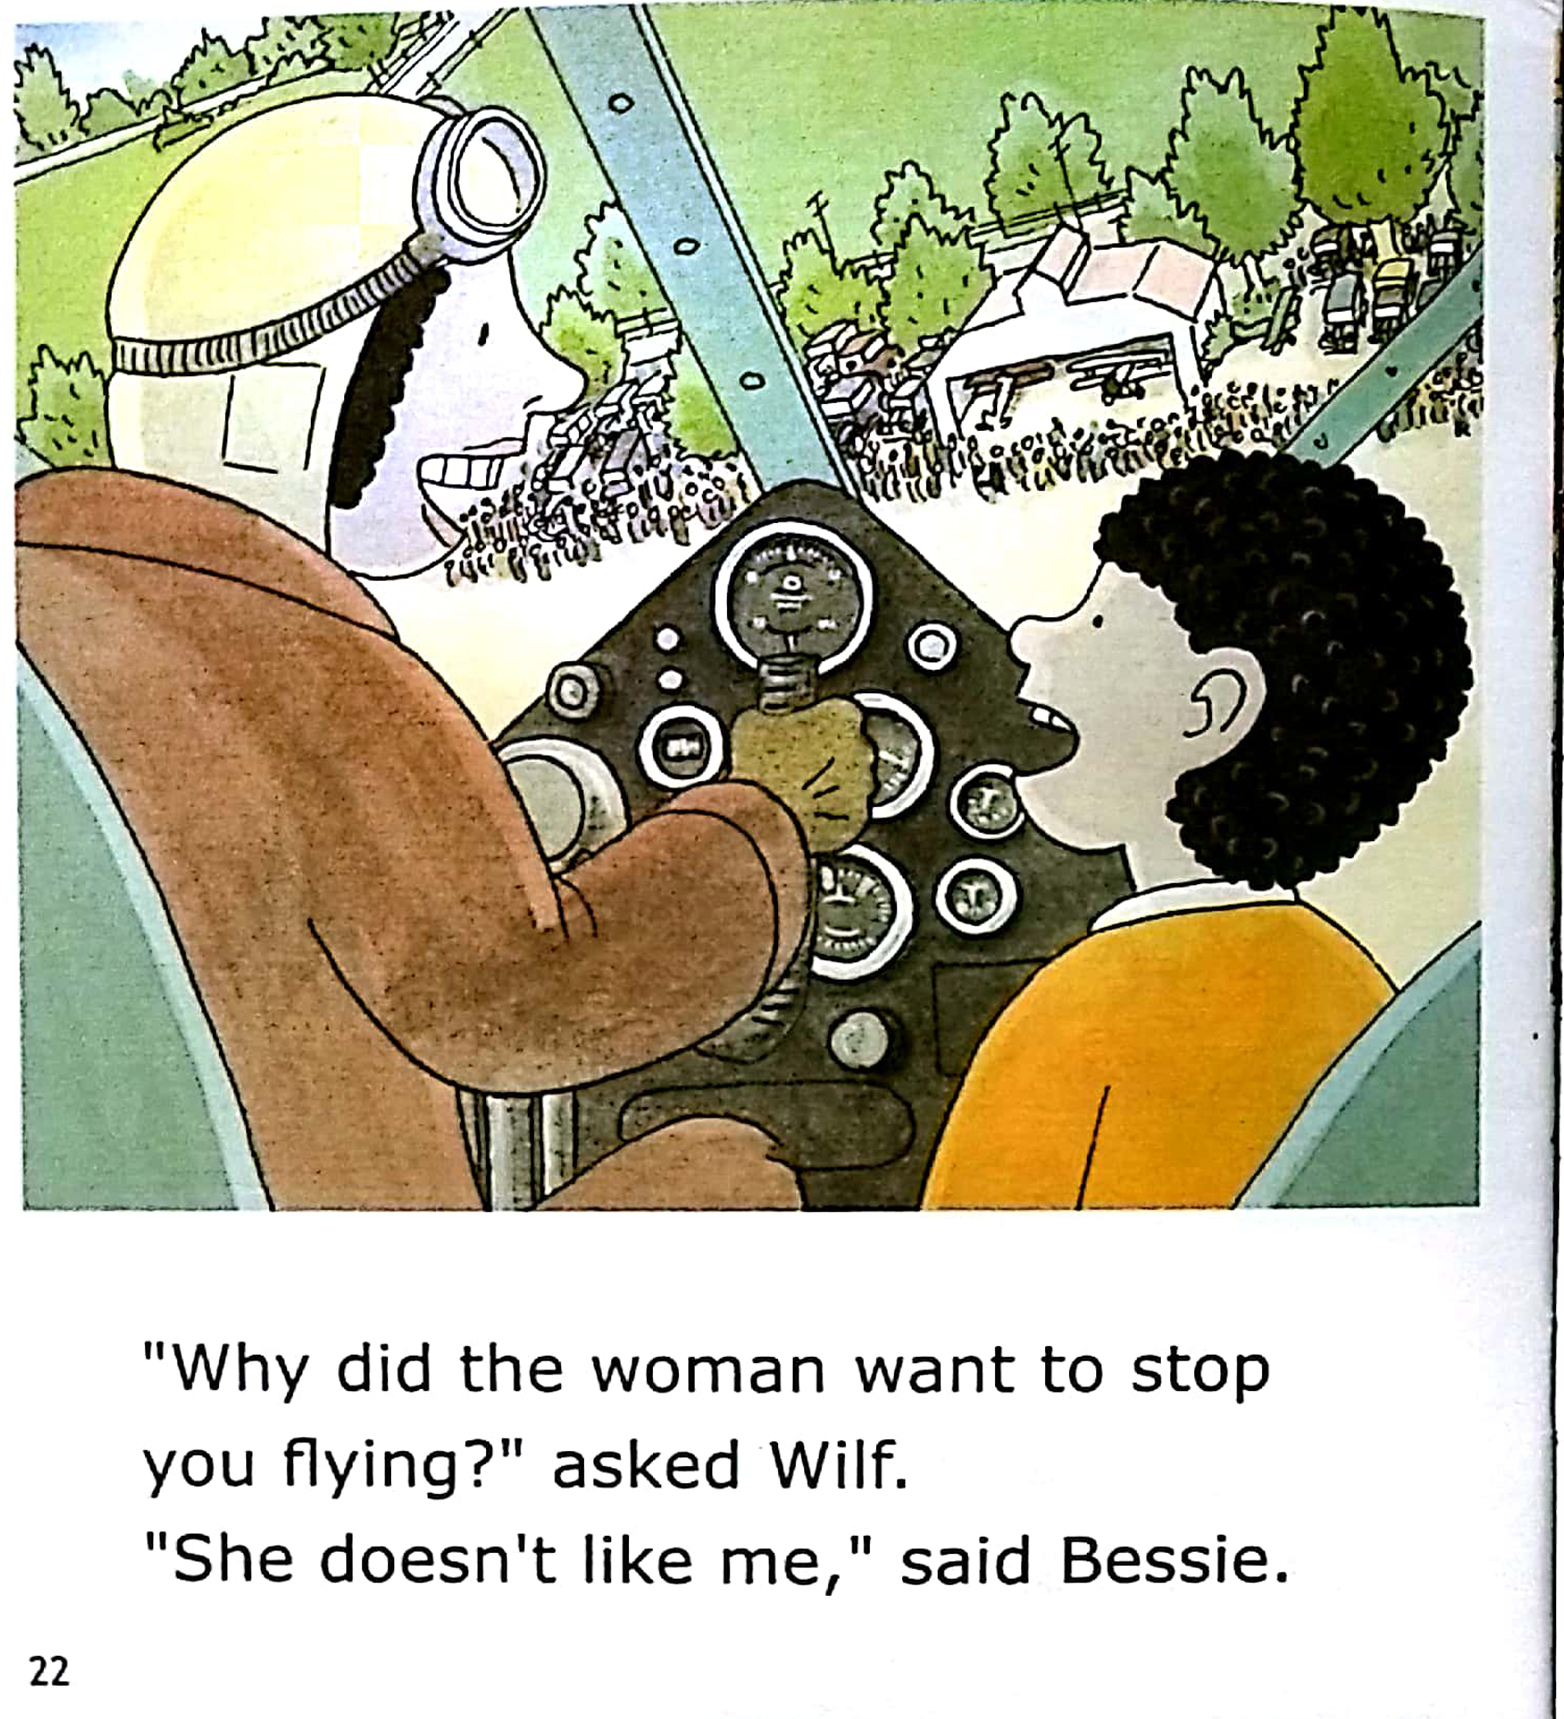 "Why did the woman want to stop
you flying?" asked Wilf.
"She doesn't like me," said Bessie.
22